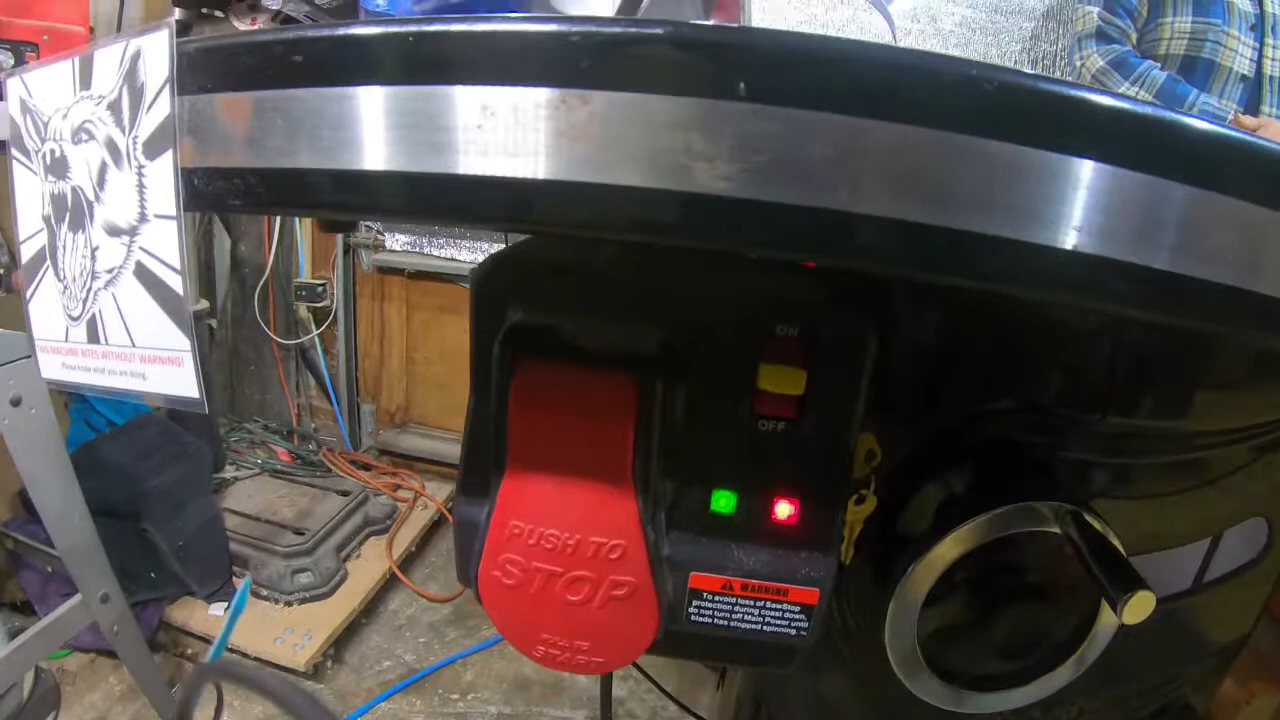 THIS MACHINE BITES WITHOUT WARNING!
Please know what you are doing.
ON
OFF
PUSH TO
STOP
PULL TO
START
WARNING
To avoid loss of SawStop
protection during coast down,
do not turn off Main Power until
blade has stopped spinning.